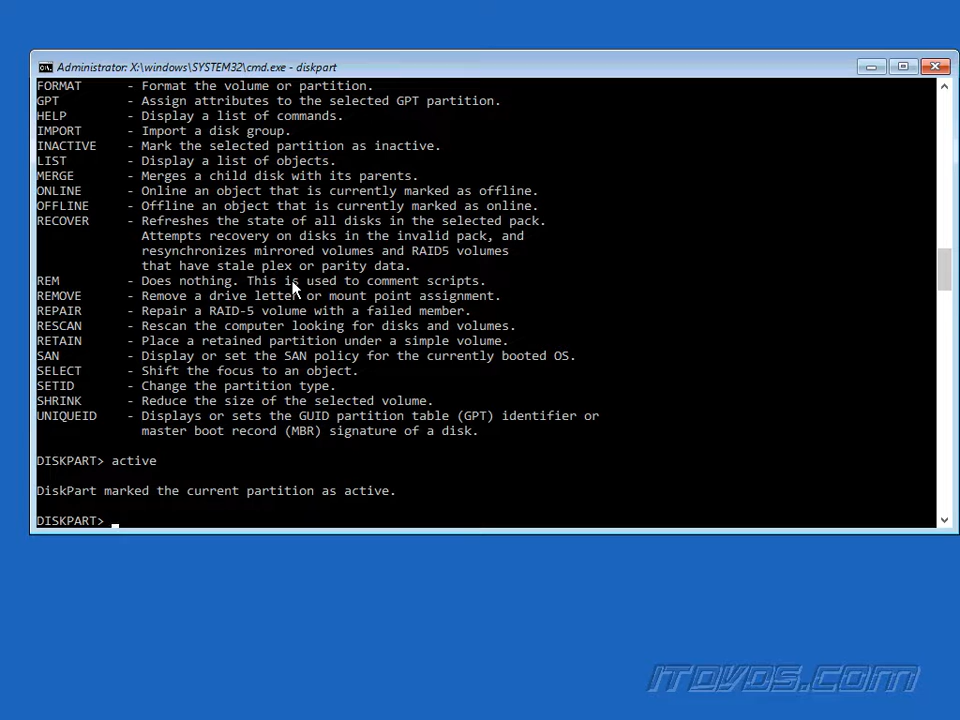 Administrator: X:\windows\SYSTEM32\cmd.exe - diskpart
FORMAT - Format the volume or partition.
GPT - Assign attributes to the selected GPT partition.
HELP - Display a list of commands.
IMPORT - Import a disk group.
INACTIVE - Mark the selected partition as inactive.
LIST - Display a list of objects.
MERGE - Merges a child disk with its parents.
ONLINE - Online an object that is currently marked as offline.
OFFLINE - Offline an object that is currently marked as online.
RECOVER - Refreshes the state of all disks in the selected pack.
Attempts recovery on disks in the invalid pack, and
resynchronizes mirrored volumes and RAID5 volumes
that have stale plex or parity data.
REM - Does nothing. This is used to comment scripts.
REMOVE - Remove a drive letter or mount point assignment.
REPAIR - Repair a RAID-5 volume with a failed member.
RESCAN - Rescan the computer looking for disks and volumes.
RETAIN - Place a retained partition under a simple volume.
SAN - Display or set the SAN policy for the currently booted OS.
SELECT - Shift the focus to an object.
SETID - Change the partition type.
SHRINK - Reduce the size of the selected volume.
UNIQUEID - Displays or sets the GUID partition table (GPT) identifier or
master boot record (MBR) signature of a disk.
DISKPART> active
DiskPart marked the current partition as active.
DISKPART>
ITDVDS.com